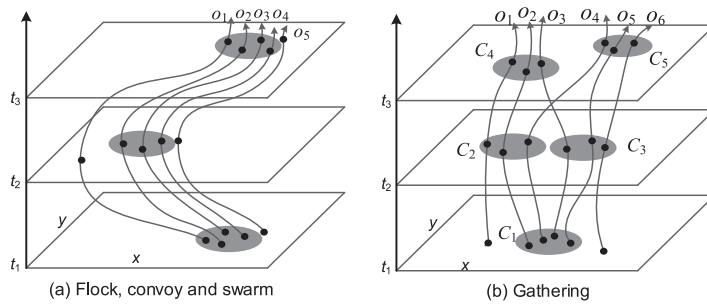 o1 o2 o3 o4 o5
t3
t2
y
t1
x
(a) Flock, convoy and swarm
o1 o2 o3 o4 o5 o6
C4 C5
t3
C2 C3
t2
y
C1
t1
x
(b) Gathering